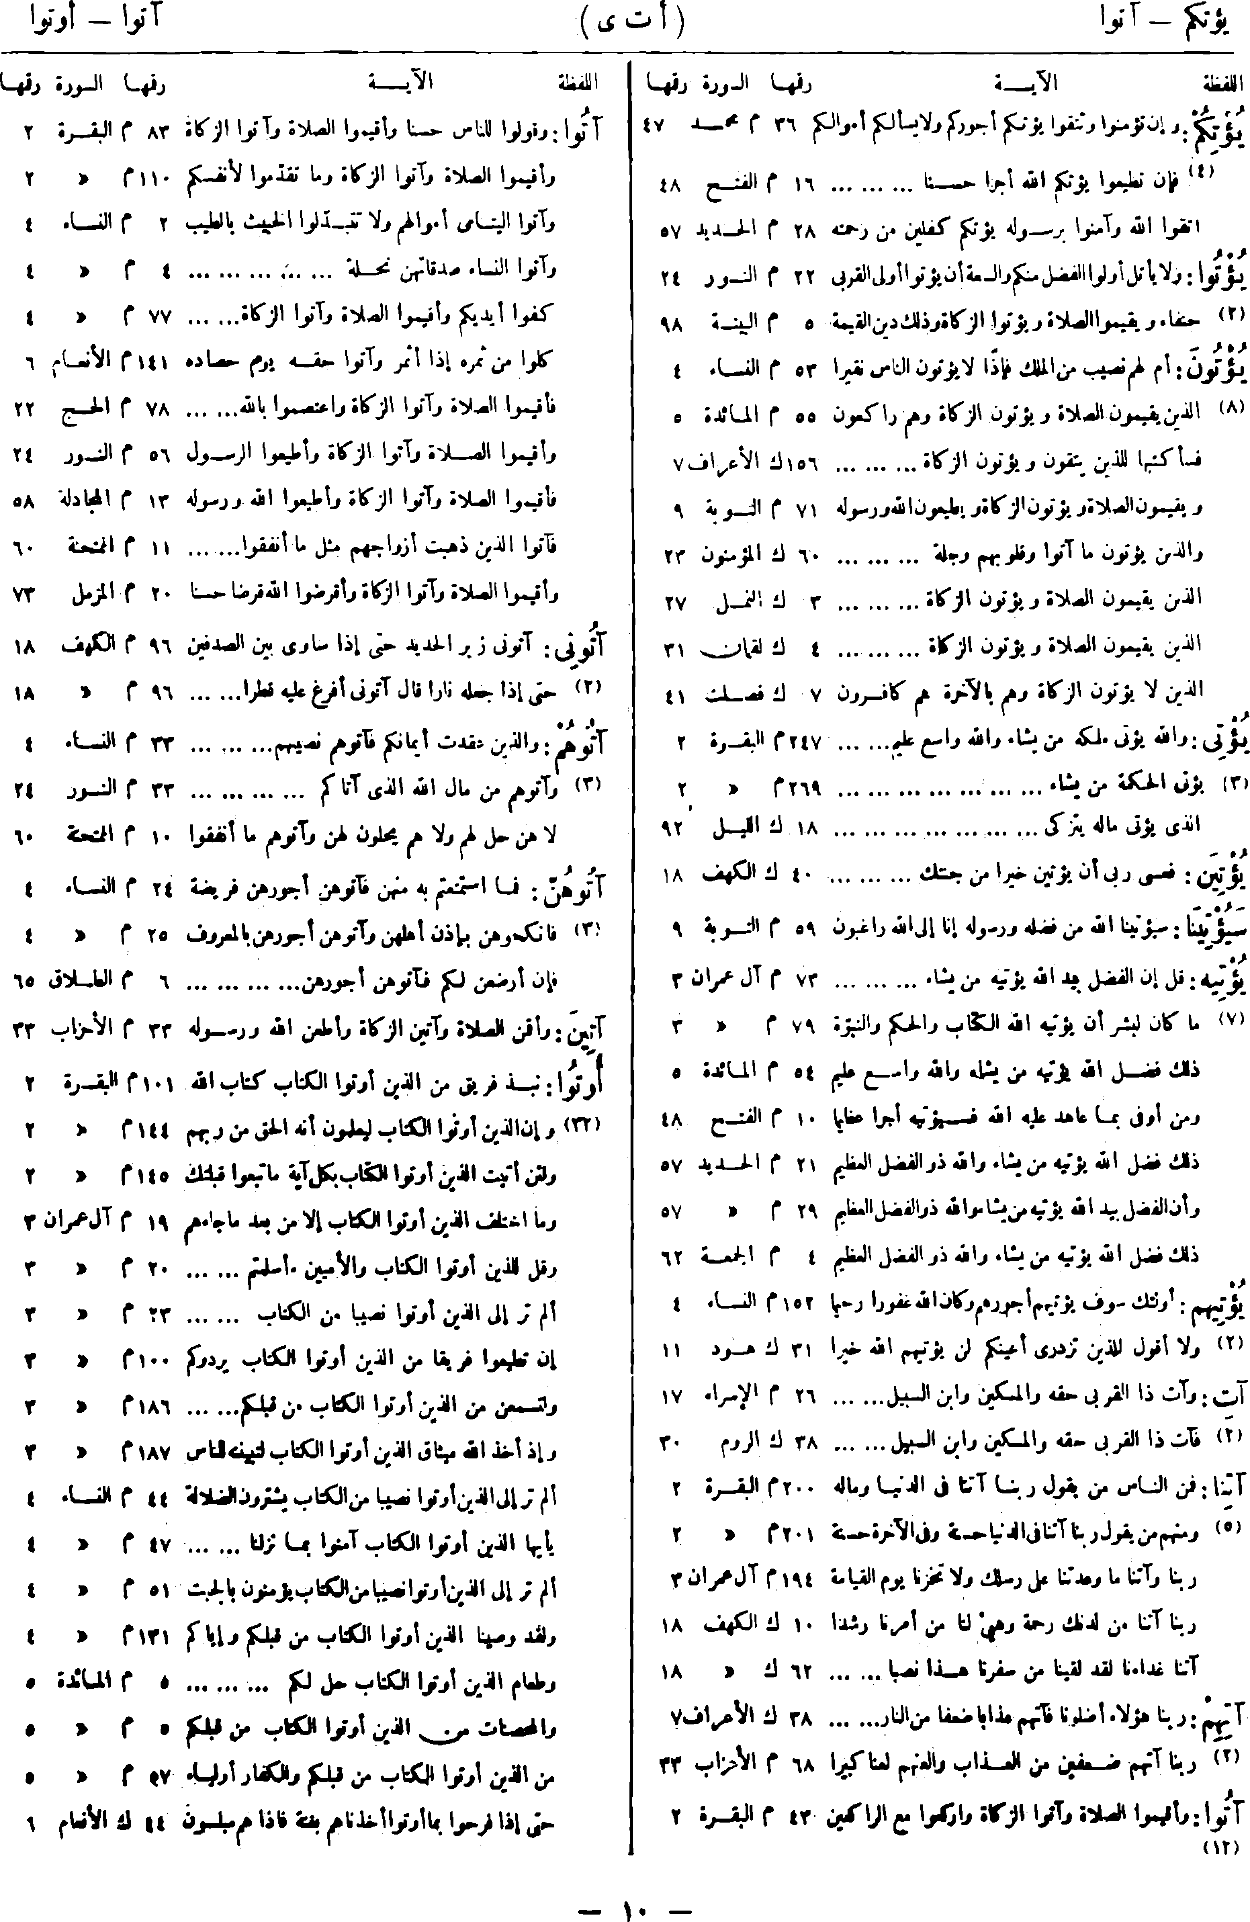 يؤتكم — آتوا
(أ ت ى)
آتوا — أوتوا
اللفظة الآيــة رقمها السورة رقمها
يُؤْتِكُمْ: وإن تؤمنوا وتتقوا يؤتكم أجوركم ولا يسألكم أموالكم ٣٦ م محمد ٤٧
(٤) فإن تطيعوا يؤتكم الله أجرا حسنا ... ... ... ١٦ م الفتح ٤٨
اتقوا الله وآمنوا برسوله يؤتكم كفلين من رحمته ٢٨ م الحديد ٥٧
يُؤْتُوا: ولا يأتل أولوا الفضل منكم والسعة أن يؤتوا أولى القربى ٢٢ م النور ٢٤
(٢) حنفاء ويقيموا الصلاة ويؤتوا الزكاة وذلك دين القيمة ٥ م البينة ٩٨
يُؤْتُونَ: أم لهم نصيب من الملك فإذًا لا يؤتون الناس نقيرا ٥٣ م النساء ٤
(٨) الذين يقيمون الصلاة ويؤتون الزكاة وهم راكعون ٥٥ م المائدة ٥
فسأكتبها للذين يتقون ويؤتون الزكاة ... ... ... ١٥٦ ك الأعراف ٧
ويقيمون الصلاة ويؤتون الزكاة ويطيعون الله ورسوله ٧١ م التوبة ٩
والذين يؤتون ما آتوا وقلوبهم وجلة ... ... ... ٦٠ ك المؤمنون ٢٣
الذين يقيمون الصلاة ويؤتون الزكاة ... ... ... ٣ ك النمل ٢٧
الذين يقيمون الصلاة ويؤتون الزكاة ... ... ... ٤ ك لقمان ٣١
الذين لا يؤتون الزكاة وهم بالآخرة هم كافرون ٧ ك فصلت ٤١
يُؤْتِى: والله يؤتى ملكه من يشاء والله واسع عليم ... ... ... ٢٤٧ م البقرة ٢
(٣) يؤتى الحكمة من يشاء ... ... ... ... ... ... ... ٢٦٩ م « ٢
الذى يؤتى ماله يتزكى ... ... ... ... ... ... ... ١٨ ك الليل ٩٢
يُؤْتِيَنِ: فعسى ربى أن يؤتين خيرا من جنتك ... ... ... ٤٠ ك الكهف ١٨
سَيُؤْتِينَا: سيؤتينا الله من فضله ورسوله إنا إلى الله راغبون ٥٩ م التوبة ٩
يُؤْتِيه: قل إن الفضل بيد الله يؤتيه من يشاء ... ... ... ٧٣ م آل عمران ٣
(٧) ما كان لبشر أن يؤتيه الله الكتاب والحكم والنبوّة ٧٩ م « ٣
ذلك فضل الله يؤتيه من يشاء والله واسع عليم ٥٤ م المائدة ٥
ومن أوفى بما عاهد عليه الله فسيؤتيه أجرا عظيما ١٠ م الفتح ٤٨
ذلك فضل الله يؤتيه من يشاء والله ذو الفضل العظيم ٢١ م الحديد ٥٧
وأن الفضل بيد الله يؤتيه من يشاء والله ذو الفضل العظيم ٢٩ م « ٥٧
ذلك فضل الله يؤتيه من يشاء والله ذو الفضل العظيم ٤ م الجمعة ٦٢
يُؤْتِيهم: أولئك سوف يؤتيهم أجورهم وكان الله غفورا رحيما ١٥٢ م النساء ٤
(٢) ولا أقول للذين تزدرى أعينكم لن يؤتيهم الله خيرا ٣١ ك هود ١١
آت: وآت ذا القربى حقه والمسكين وابن السبيل ... ... ٢٦ م الإسراء ١٧
(٢) فآت ذا القربى حقه والمسكين وابن السبيل ... ... ٣٨ ك الروم ٣٠
آتِنَا: فمن الناس من يقول ربنا آتنا فى الدنيا وماله ٢٠٠ م البقرة ٢
(٥) ومنهم من يقول ربنا آتنا فى الدنيا حسنة وفى الآخرة حسنة ٢٠١ م « ٢
ربنا وآتنا ما وعدتنا على رسلك ولا تخزنا يوم القيامة ١٩٤ م آل عمران ٣
ربنا آتنا من لدنك رحمة وهيئ لنا من أمرنا رشدا ١٠ ك الكهف ١٨
آتنا غداءنا لقد لقينا من سفرنا هذا نصبا ... ... ٦٢ ك « ١٨
آتِهِمْ: ربنا هؤلاء أضلونا فآتهم عذابا ضعفا من النار ... ... ٣٨ ك الأعراف ٧
(٢) ربنا آتهم ضعفين من العذاب والعنهم لعنا كبيرا ٦٨ م الأحزاب ٣٣
آتُوا: وأقيموا الصلاة وآتوا الزكاة واركعوا مع الراكعين ٤٣ م البقرة ٢
(١٢)
اللفظة الآيــة رقمها السورة رقمها
آتُوا: وقولوا للناس حسنا وأقيموا الصلاة وآتوا الزكاة ٨٣ م البقرة ٢
وأقيموا الصلاة وآتوا الزكاة وما تقدّموا لأنفسكم ١١٠ م « ٢
وآتوا اليتامى أموالهم ولا تتبدّلوا الخبيث بالطيب ٢ م النساء ٤
وآتوا النساء صدقاتهن نحلة ... ... ... ... ... ٤ م « ٤
كفوا أيديكم وأقيموا الصلاة وآتوا الزكاة ... ... ٧٧ م « ٤
كلوا من ثمره إذا أثمر وآتوا حقه يوم حصاده ١٤١ م الأنعام ٦
فأقيموا الصلاة وآتوا الزكاة واعتصموا بالله ... ... ٧٨ م الحج ٢٢
وأقيموا الصلاة وآتوا الزكاة وأطيعوا الرسول ٥٦ م النور ٢٤
فأقيموا الصلاة وآتوا الزكاة وأطيعوا الله ورسوله ١٣ م المجادلة ٥٨
فآتوا الذين ذهبت أزواجهم مثل ما أنفقوا ... ... ١١ م الممتحنة ٦٠
وأقيموا الصلاة وآتوا الزكاة وأقرضوا الله قرضا حسنا ٢٠ م المزمل ٧٣
آتُونِى: آتونى زبر الحديد حتى إذا ساوى بين الصدفين ٩٦ م الكهف ١٨
(٢) حتى إذا جعله نارا قال آتونى أفرغ عليه قطرا ... ... ٩٦ م « ١٨
آتُوهُمْ: والذين عقدت أيمانكم فآتوهم نصيبهم ... ... ... ٣٣ م النساء ٤
(٣) وآتوهم من مال الله الذى آتاكم ... ... ... ... ٣٣ م النور ٢٤
لا هن حل لهم ولا هم يحلون لهن وآتوهم ما أنفقوا ١٠ م الممتحنة ٦٠
آتُوهُنّ: فما استمتعتم به منهن فآتوهن أجورهن فريضة ٢٤ م النساء ٤
(٣) فانكحوهن بإذن أهلهن وآتوهن أجورهن بالمعروف ٢٥ م « ٤
فإن أرضعن لكم فآتوهن أجورهن ... ... ... ... ٦ م الطلاق ٦٥
آتِينَ: وأقمن الصلاة وآتين الزكاة وأطعن الله ورسوله ٣٣ م الأحزاب ٣٣
أُوتُوا: نبذ فريق من الذين أوتوا الكتاب كتاب الله ١٠١ م البقرة ٢
(٣٢) وإن الذين أوتوا الكتاب ليعلمون أنه الحق من ربهم ١٤٤ م « ٢
ولئن أتيت الذين أوتوا الكتاب بكل آية ما تبعوا قبلتك ١٤٥ م « ٢
وما اختلف الذين أوتوا الكتاب إلا من بعد ما جاءهم ١٩ م آل عمران ٣
وقل للذين أوتوا الكتاب والأميين ءأسلمتم ... ... ٢٠ م « ٣
ألم تر إلى الذين أوتوا نصيبا من الكتاب ... ... ٢٣ م « ٣
إن تطيعوا فريقا من الذين أوتوا الكتاب يردوكم ١٠٠ م « ٣
ولتسمعن من الذين أوتوا الكتاب من قبلكم ... ... ١٨٦ م « ٣
وإذ أخذ الله ميثاق الذين أوتوا الكتاب لتبيننه للناس ١٨٧ م « ٣
ألم تر إلى الذين أوتوا نصيبا من الكتاب يشترون الضلالة ٤٤ م النساء ٤
يأيها الذين أوتوا الكتاب آمنوا بما نزلنا ... ... ٤٧ م « ٤
ألم تر إلى الذين أوتوا نصيبا من الكتاب يؤمنون بالجبت ٥١ م « ٤
ولقد وصينا الذين أوتوا الكتاب من قبلكم وإياكم ١٣١ م « ٤
وطعام الذين أوتوا الكتاب حل لكم ... ... ... ٥ م المائدة ٥
والمحصنات من الذين أوتوا الكتاب من قبلكم ٥ م « ٥
من الذين أوتوا الكتاب من قبلكم والكفار أولياء ٥٧ م « ٥
حتى إذا فرحوا بما أوتوا أخذناهم بغتة فاذا هم مبلسون ٤٤ ك الأنعام ٦
— ١٠ —